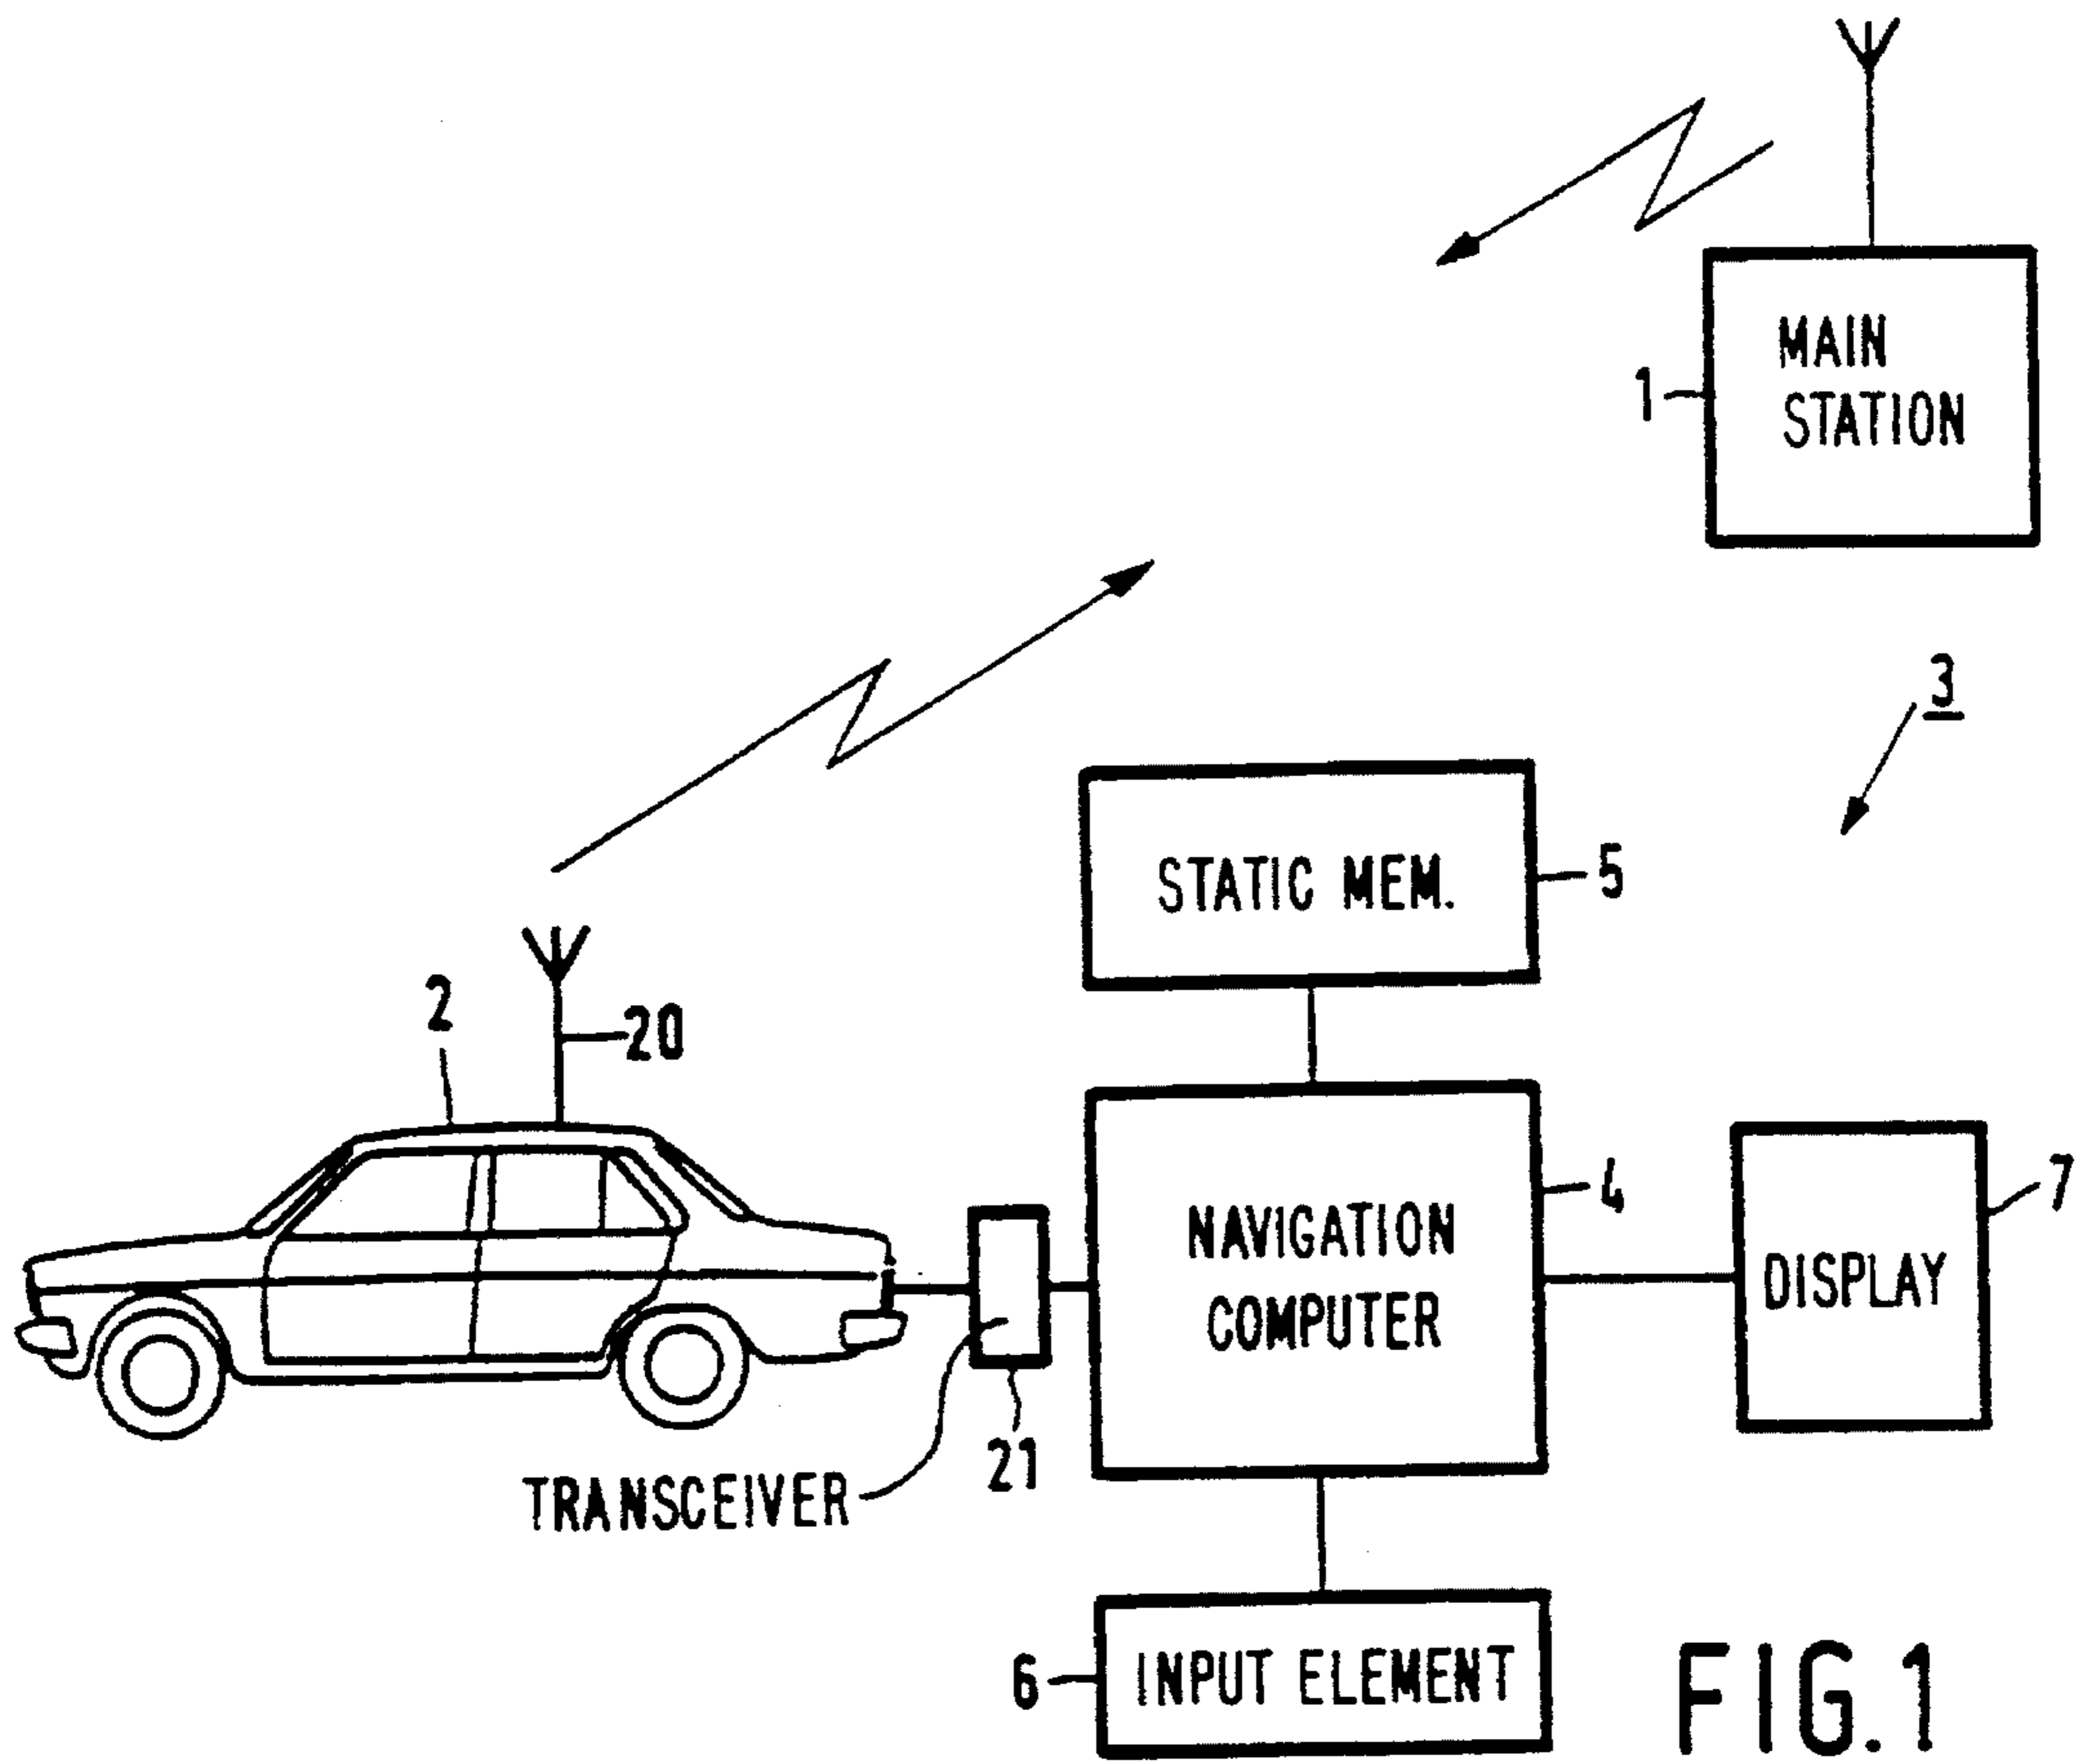 MAIN
STATION
1
3
STATIC MEM.
5
2
20
NAVIGATION
COMPUTER
4
DISPLAY
7
21
TRANSCEIVER
6
INPUT ELEMENT
FIG.1